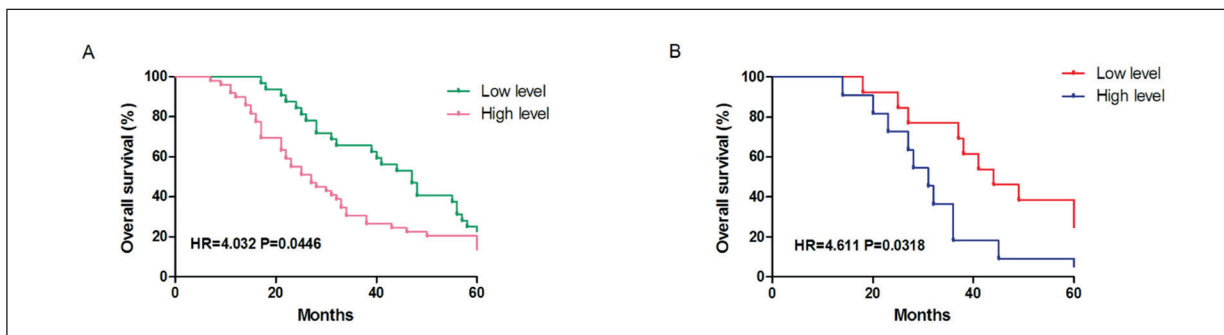 A
Overall survival (%)
100
80
60
40
20
0
0 20 40 60
Months
Low level
High level
HR=4.032 P=0.0446
B
Overall survival (%)
100
80
60
40
20
0
0 20 40 60
Months
Low level
High level
HR=4.611 P=0.0318